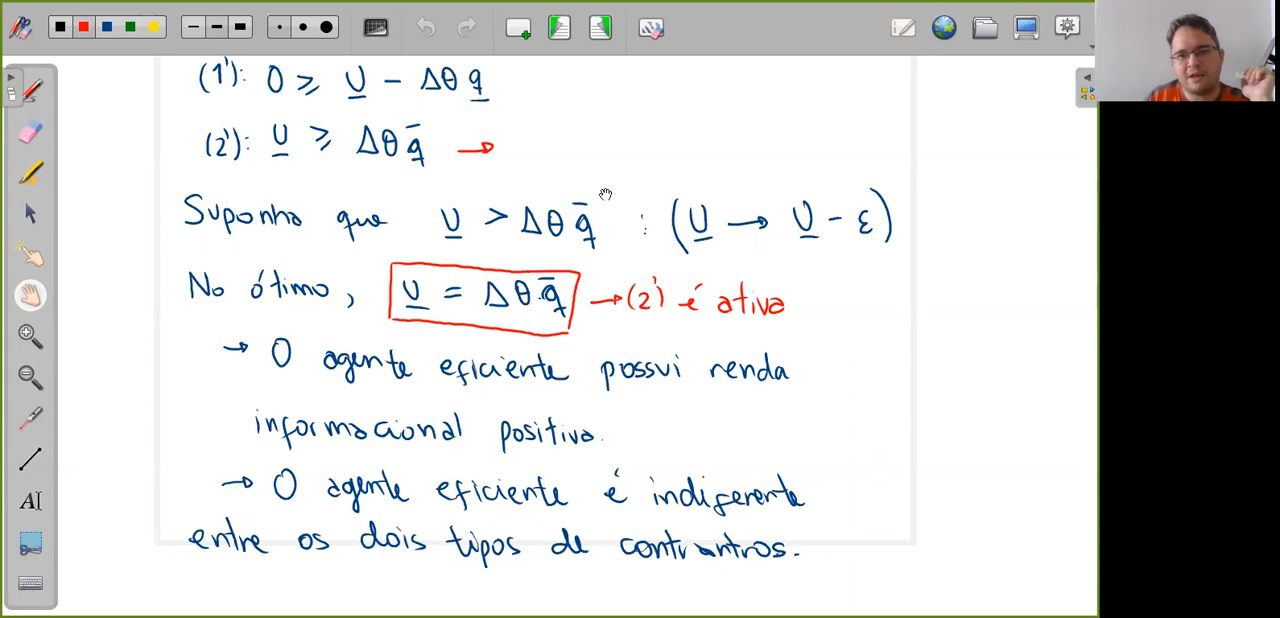 (1'): 0 ⩾ U̲ - Δθ q̲
(2'): U̲ ⩾ Δθ q̄ →
Suponha que U̲ > Δθ q̄ : (U̲ → U̲ - ε)
No ótimo, U̲ = Δθ q̄ → (2') é ativa
→ O agente eficiente possui renda
informacional positiva.
→ O agente eficiente é indiferente
entre os dois tipos de contrantros.